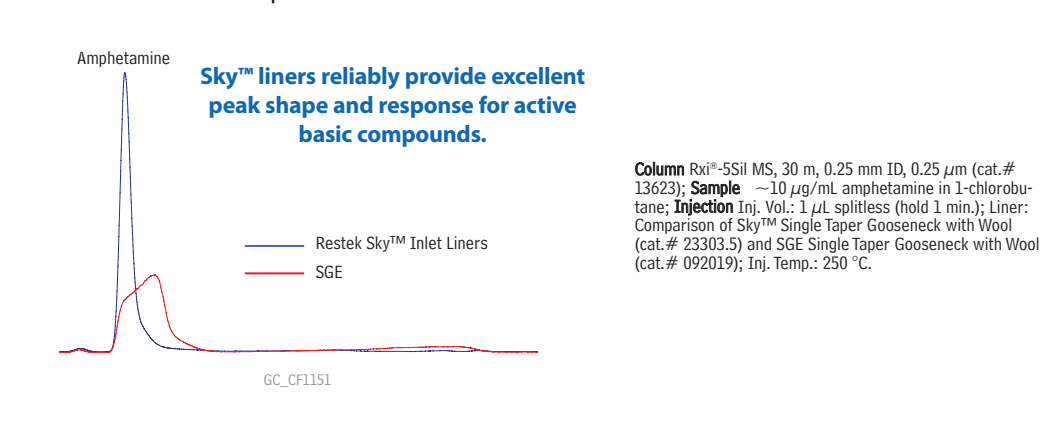 Amphetamine
Sky™ liners reliably provide excellent
peak shape and response for active
basic compounds.
Restek Sky™ Inlet Liners
SGE
GC_CF1151
Column Rxi®-5Sil MS, 30 m, 0.25 mm ID, 0.25 µm (cat.#
13623); Sample ~10 µg/mL amphetamine in 1-chlorobu-
tane; Injection Inj. Vol.: 1 µL splitless (hold 1 min.); Liner:
Comparison of Sky™ Single Taper Gooseneck with Wool
(cat.# 23303.5) and SGE Single Taper Gooseneck with Wool
(cat.# 092019); Inj. Temp.: 250 °C.